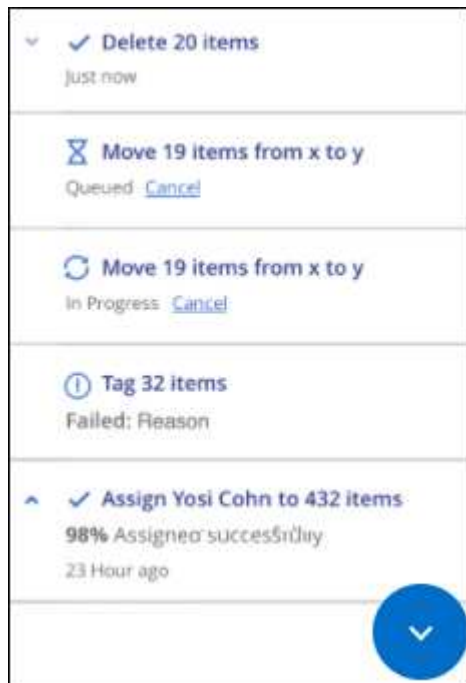 Delete 20 items
Just now
Move 19 items from x to y
Queued Cancel
Move 19 items from x to y
In Progress Cancel
Tag 32 items
Failed: Reason
Assign Yosi Cohn to 432 items
98% Assigned
23 Hour ago